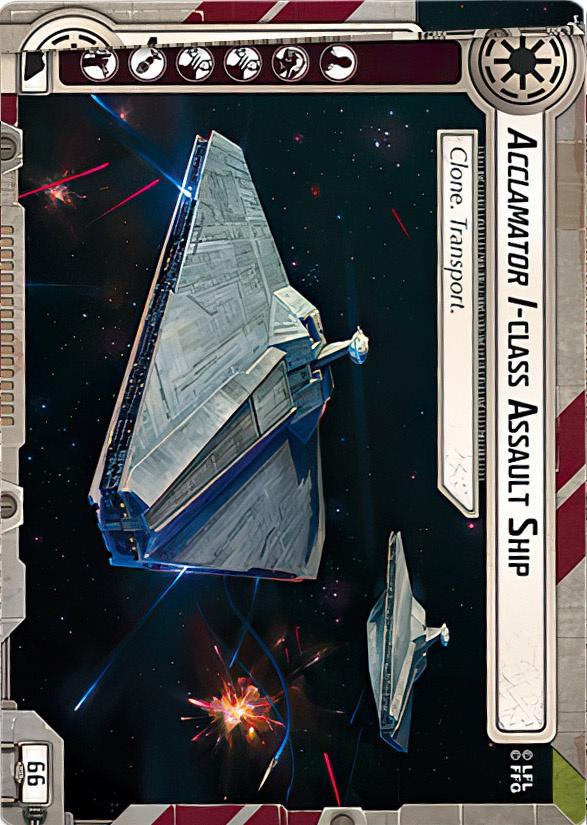 ACCLAMATOR I-CLASS ASSAULT SHIP
Clone. Transport.
© LFL
© FFG
66